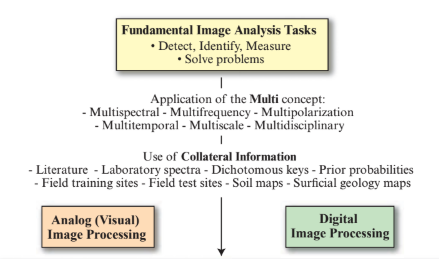 Fundamental Image Analysis Tasks
• Detect, Identify, Measure
• Solve problems
Application of the Multi concept:
- Multispectral - Multifrequency - Multipolarization
- Multitemporal - Multiscale - Multidisciplinary
Use of Collateral Information
- Literature - Laboratory spectra - Dichotomous keys - Prior probabilities
- Field training sites - Field test sites - Soil maps - Surficial geology maps
Analog (Visual)
Image Processing
Digital
Image Processing